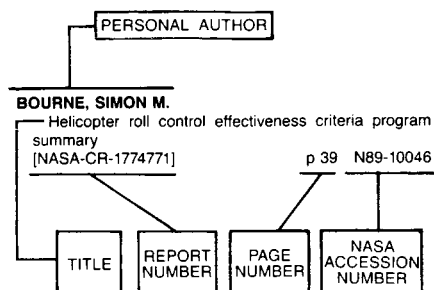 PERSONAL AUTHOR
BOURNE, SIMON M.
Helicopter roll control effectiveness criteria program
summary
[NASA-CR-1774771] p 39 N89-10046
TITLE
REPORT
NUMBER
PAGE
NUMBER
NASA
ACCESSION
NUMBER